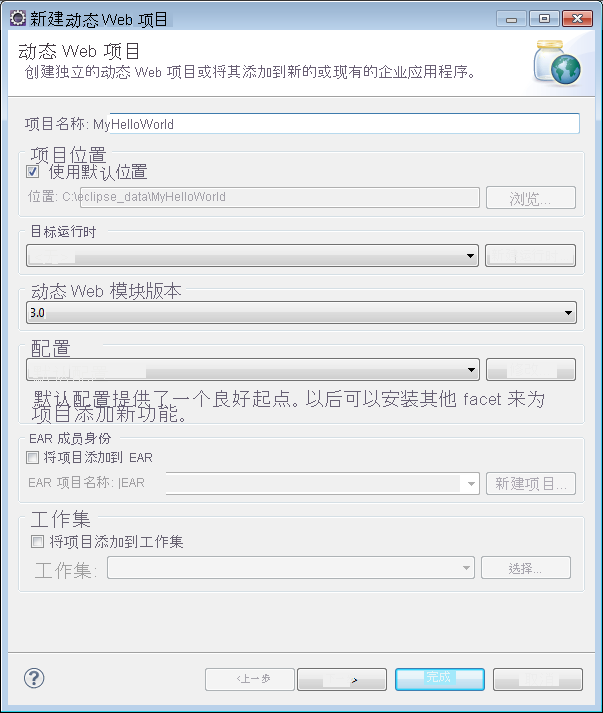 新建动态 Web 项目
动态 Web 项目
创建独立的动态 Web 项目或将其添加到新的或现有的企业应用程序。
项目名称: MyHelloWorld
项目位置
使用默认位置
位置: C:\eclipse_data\MyHelloWorld
浏览...
目标运行时
动态 Web 模块版本
3.0
配置
默认配置提供了一个良好起点。以后可以安装其他 facet 来为
项目添加新功能。
EAR 成员身份
将项目添加到 EAR
EAR 项目名称: |EAR
新建项目...
工作集
将项目添加到工作集
工作集:
选择...
?
<上一步
>
完成